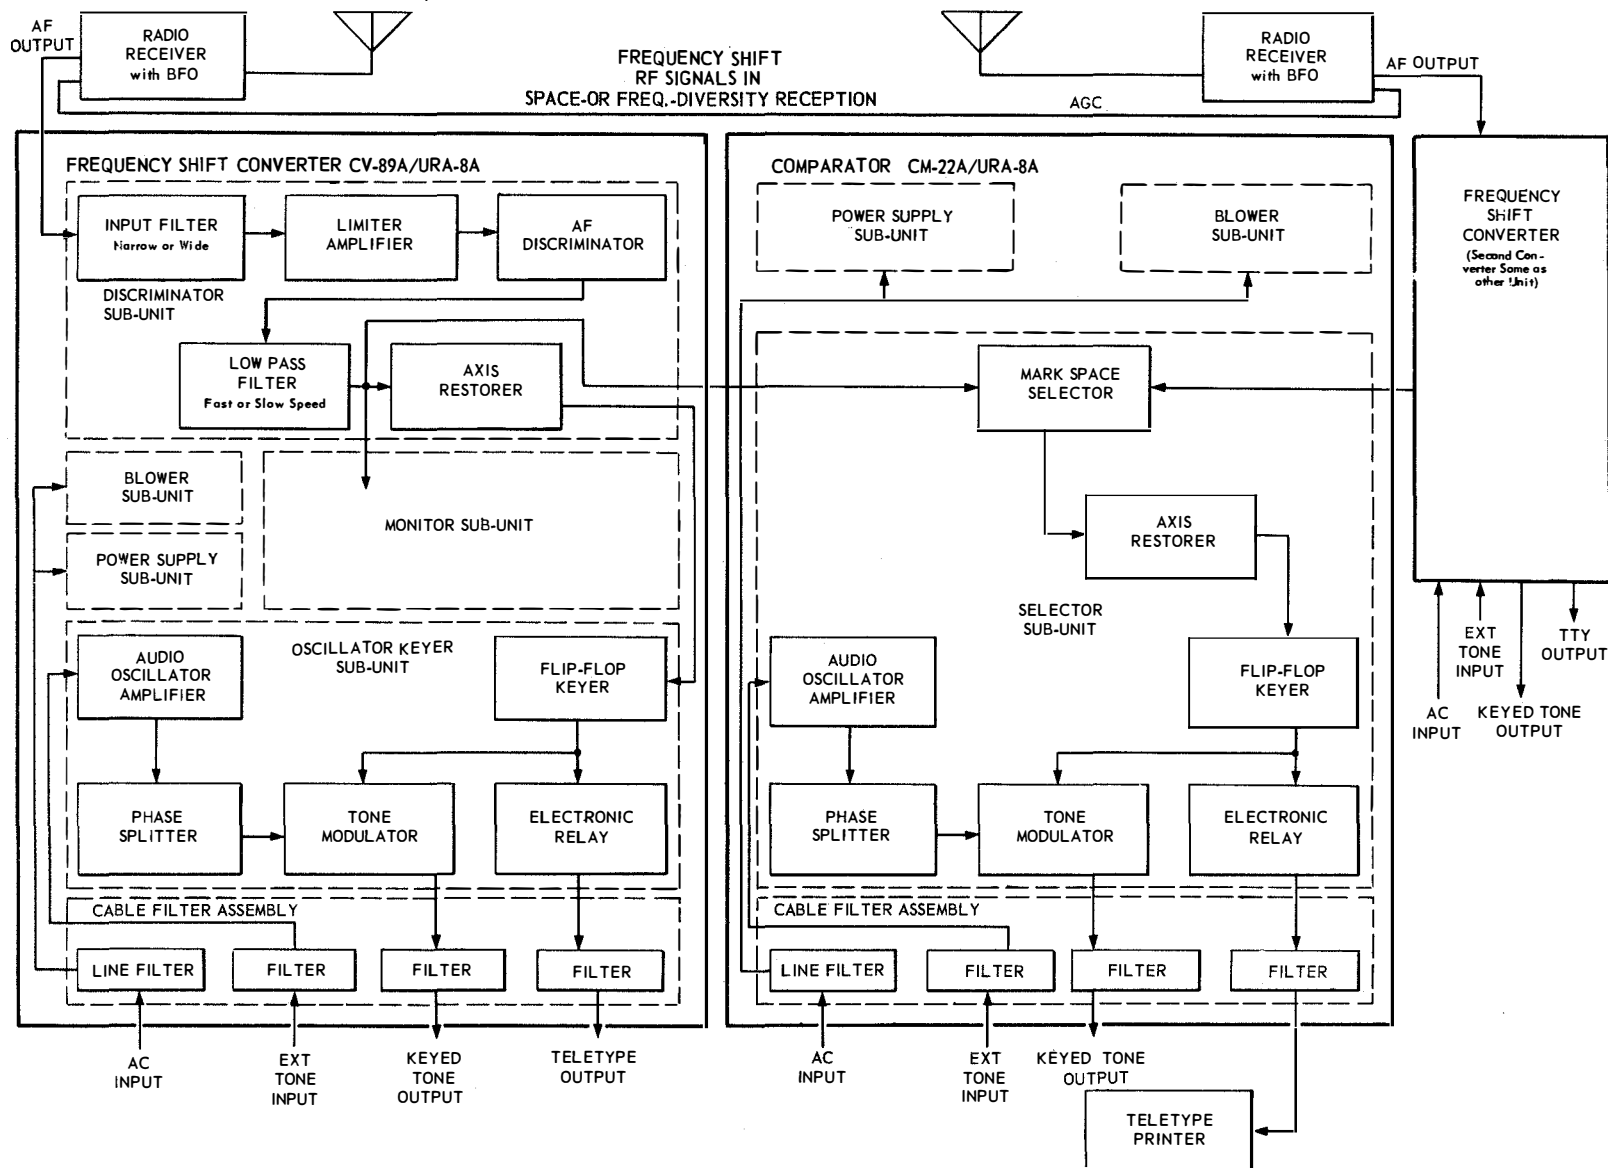 AF
OUTPUT
RADIO
RECEIVER
with BFO
FREQUENCY SHIFT
RF SIGNALS IN
SPACE-OR FREQ.-DIVERSITY RECEPTION
RADIO
RECEIVER
with BFO
AF OUTPUT
AGC
FREQUENCY SHIFT CONVERTER CV-89A/URA-8A
INPUT FILTER
Narrow or Wide
LIMITER
AMPLIFIER
AF
DISCRIMINATOR
DISCRIMINATOR
SUB-UNIT
LOW PASS
FILTER
Fast or Slow Speed
AXIS
RESTORER
BLOWER
SUB-UNIT
MONITOR SUB-UNIT
POWER SUPPLY
SUB-UNIT
OSCILLATOR KEYER
SUB-UNIT
AUDIO
OSCILLATOR
AMPLIFIER
FLIP-FLOP
KEYER
PHASE
SPLITTER
TONE
MODULATOR
ELECTRONIC
RELAY
CABLE FILTER ASSEMBLY
LINE FILTER
FILTER
FILTER
FILTER
AC
INPUT
EXT
TONE
INPUT
KEYED
TONE
OUTPUT
TELETYPE
OUTPUT
COMPARATOR CM-22A/URA-8A
POWER SUPPLY
SUB-UNIT
BLOWER
SUB-UNIT
MARK SPACE
SELECTOR
AXIS
RESTORER
SELECTOR
SUB-UNIT
AUDIO
OSCILLATOR
AMPLIFIER
FLIP-FLOP
KEYER
PHASE
SPLITTER
TONE
MODULATOR
ELECTRONIC
RELAY
CABLE FILTER ASSEMBLY
LINE FILTER
FILTER
FILTER
FILTER
AC
INPUT
EXT
TONE
INPUT
KEYED TONE
OUTPUT
TELETYPE
PRINTER
FREQUENCY
SHIFT
CONVERTER
(Second Con-
verter Same as
other Unit)
AC
INPUT
EXT
TONE
INPUT
KEYED TONE
OUTPUT
TTY
OUTPUT